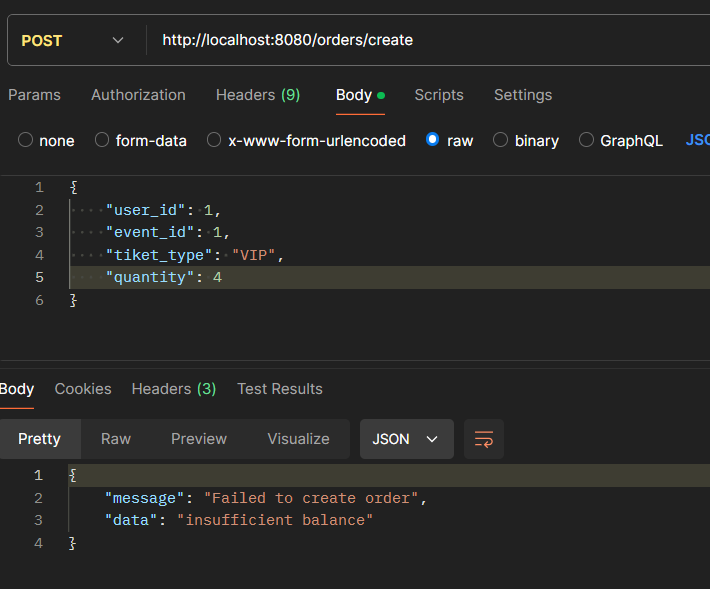 POST http://localhost:8080/orders/create
Params Authorization Headers (9) Body Scripts Settings
none form-data x-www-form-urlencoded raw binary GraphQL JSO
1 {
2 "user_id": 1,
3 "event_id": 1,
4 "tiket_type": "VIP",
5 "quantity": 4
6 }
Body Cookies Headers (3) Test Results
Pretty Raw Preview Visualize JSON
1 {
2 "message": "Failed to create order",
3 "data": "insufficient balance"
4 }